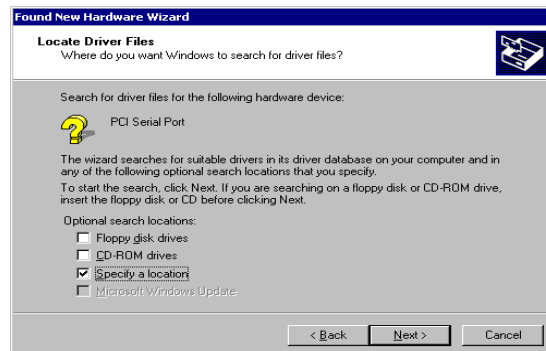 Found New Hardware Wizard
Locate Driver Files
Where do you want Windows to search for driver files?
Search for driver files for the following hardware device:
PCI Serial Port
The wizard searches for suitable drivers in its driver database on your computer and in
any of the following optional search locations that you specify.
To start the search, click Next. If you are searching on a floppy disk or CD-ROM drive,
insert the floppy disk or CD before clicking Next.
Optional search locations:
Floppy disk drives
CD-ROM drives
Specify a location
Microsoft Windows Update
< Back Next > Cancel